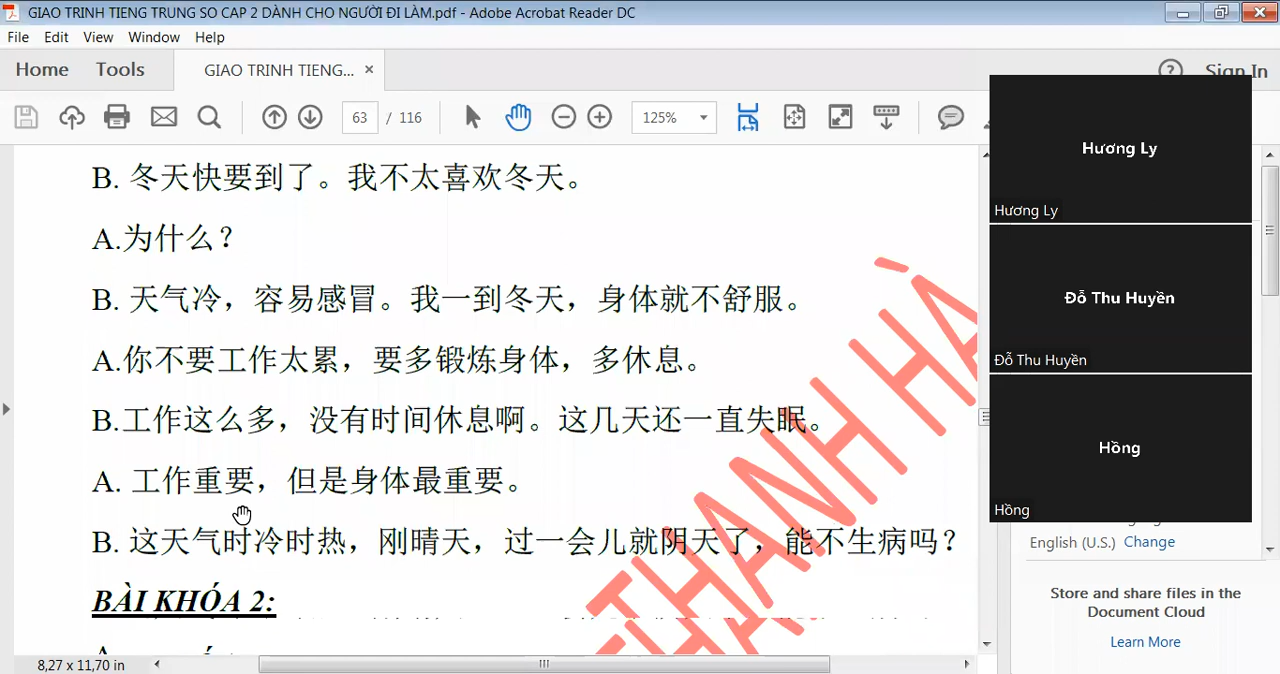 GIAO TRINH TIENG TRUNG SO CAP 2 DÀNH CHO NGƯỜI ĐI LÀM.pdf - Adobe Acrobat Reader DC
File Edit View Window Help
Home Tools GIAO TRINH TIENG... × ? Sign In
63 / 116 125%
B. 冬天快要到了。我不太喜欢冬天。
A.为什么？
B. 天气冷，容易感冒。我一到冬天，身体就不舒服。
A.你不要工作太累，要多锻炼身体，多休息。
B.工作这么多，没有时间休息啊。这几天还一直失眠。
A. 工作重要，但是身体最重要。
B. 这天气时冷时热，刚晴天，过一会儿就阴天了，能不生病吗？
BÀI KHÓA 2:
THANH HÀ
8,27 x 11,70 in
Hương Ly
Hương Ly
Đỗ Thu Huyền
Đỗ Thu Huyền
Hồng
Hồng
English (U.S.) Change
Store and share files in the
Document Cloud
Learn More